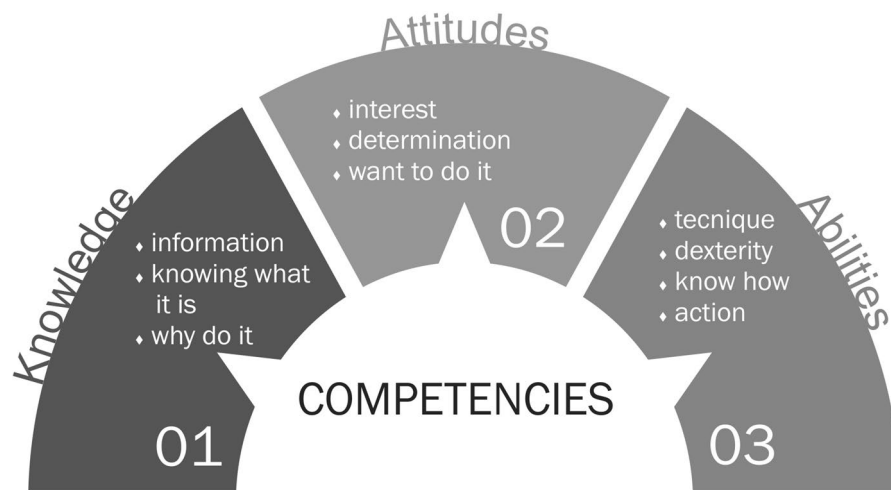 Knowledge
♦ information
♦ knowing what
it is
♦ why do it
01
Attitudes
♦ interest
♦ determination
♦ want to do it
02
Abilities
♦ tecnique
♦ dexterity
♦ know how
♦ action
03
COMPETENCIES